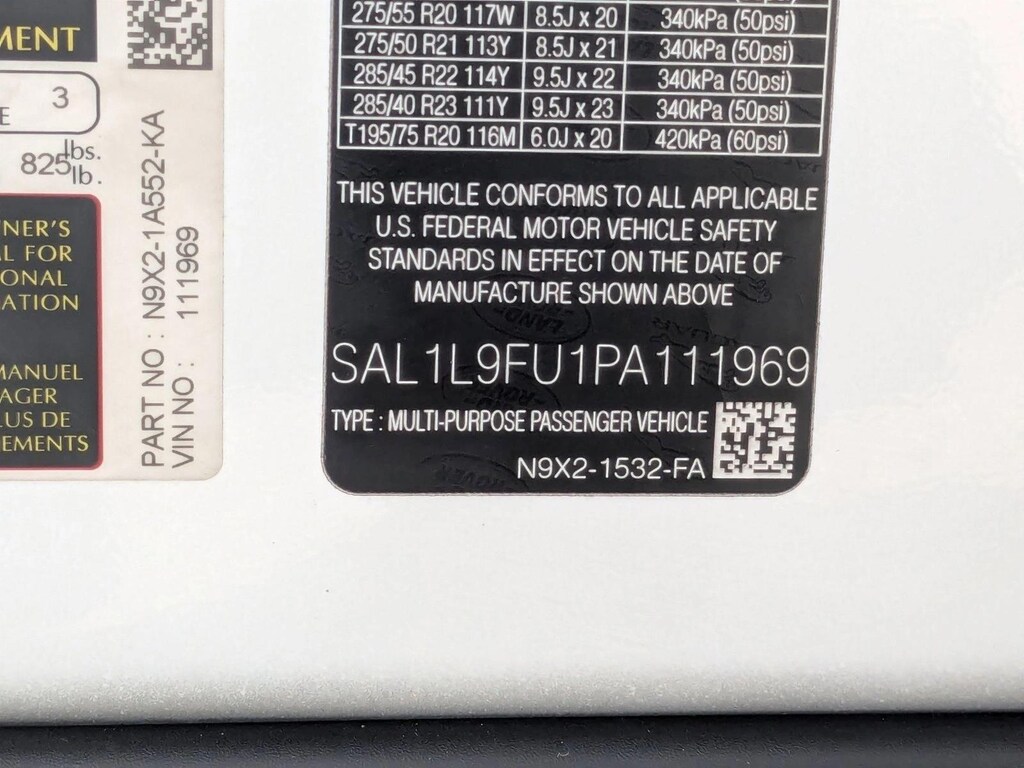 MENT
3
E
825 lbs.
lb.
NER'S
L FOR
ONAL
ATION
MANUEL
AGER
LUS DE
EMENTS
PART NO : N9X2-1A552-KA
VIN NO : 111969
275/55 R20 117W 8.5J x 20 340kPa (50psi)
275/50 R21 113Y 8.5J x 21 340kPa (50psi)
285/45 R22 114Y 9.5J x 22 340kPa (50psi)
285/40 R23 111Y 9.5J x 23 340kPa (50psi)
T195/75 R20 116M 6.0J x 20 420kPa (60psi)
THIS VEHICLE CONFORMS TO ALL APPLICABLE
U.S. FEDERAL MOTOR VEHICLE SAFETY
STANDARDS IN EFFECT ON THE DATE OF
MANUFACTURE SHOWN ABOVE
SAL1L9FU1PA111969
TYPE : MULTI-PURPOSE PASSENGER VEHICLE
N9X2-1532-FA